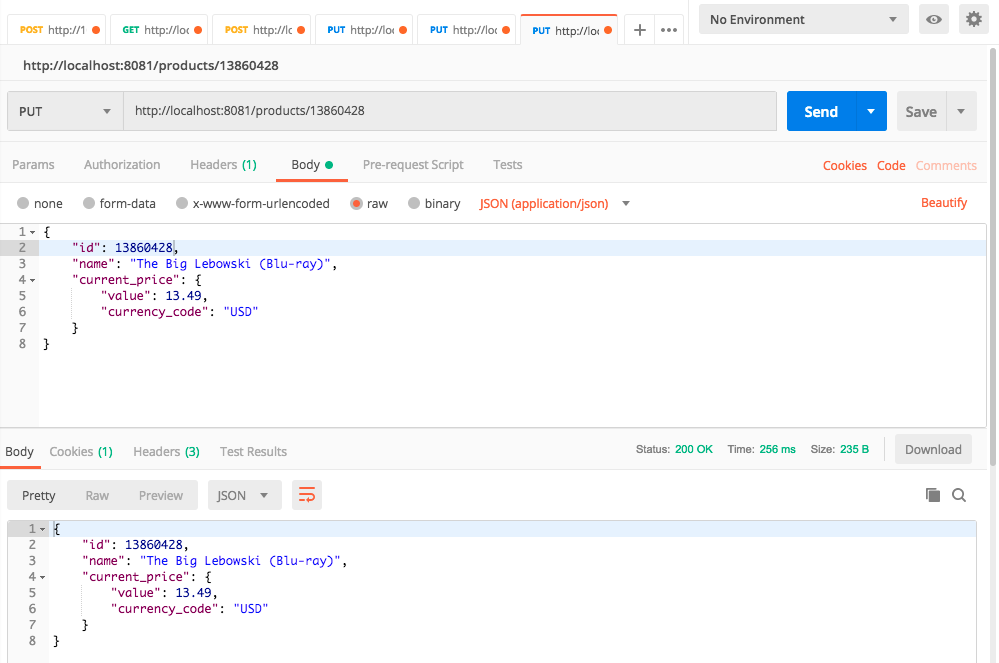 POST http://1 GET http://loc POST http://lc PUT http://loc PUT http://loc PUT http://loc + ••• No Environment
http://localhost:8081/products/13860428
PUT http://localhost:8081/products/13860428 Send Save
Params Authorization Headers (1) Body Pre-request Script Tests Cookies Code Comments
none form-data x-www-form-urlencoded raw binary JSON (application/json) Beautify
1 {
2 "id": 13860428,
3 "name": "The Big Lebowski (Blu-ray)",
4 "current_price": {
5 "value": 13.49,
6 "currency_code": "USD"
7 }
8 }
Body Cookies (1) Headers (3) Test Results Status: 200 OK Time: 256 ms Size: 235 B Download
Pretty Raw Preview JSON
1 {
2 "id": 13860428,
3 "name": "The Big Lebowski (Blu-ray)",
4 "current_price": {
5 "value": 13.49,
6 "currency_code": "USD"
7 }
8 }